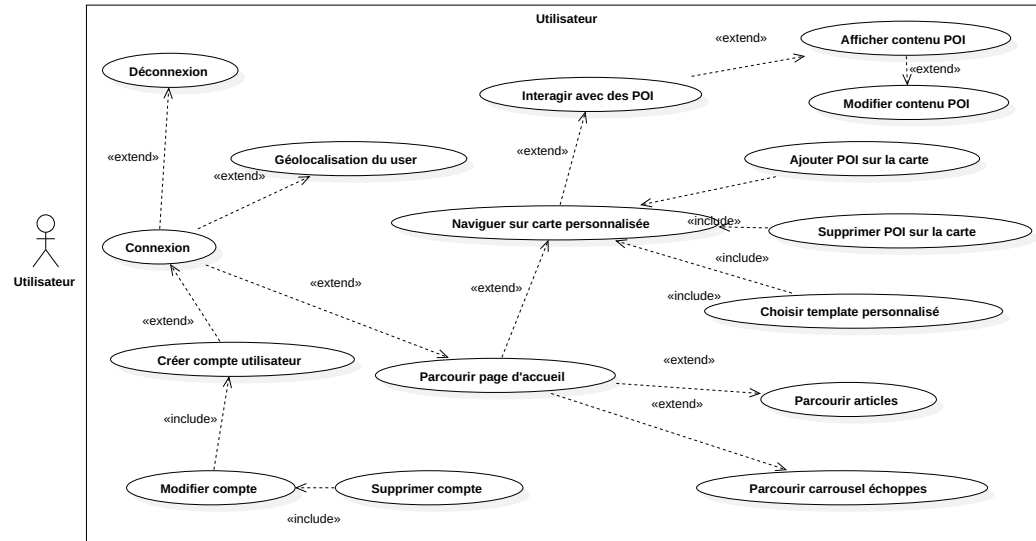 Utilisateur
«extend»
Afficher contenu POI
Déconnexion
«extend»
Interagir avec des POI
Modifier contenu POI
«extend»
Géolocalisation du user
«extend»
Ajouter POI sur la carte
«extend»
Naviguer sur carte personnalisée
«include»
Supprimer POI sur la carte
Connexion
Utilisateur
«include»
«extend»
«extend»
«include»
Choisir template personnalisé
«extend»
Créer compte utilisateur
Parcourir page d'accueil
«extend»
Parcourir articles
«extend»
«include»
Modifier compte
Supprimer compte
Parcourir carrousel échoppes
«include»